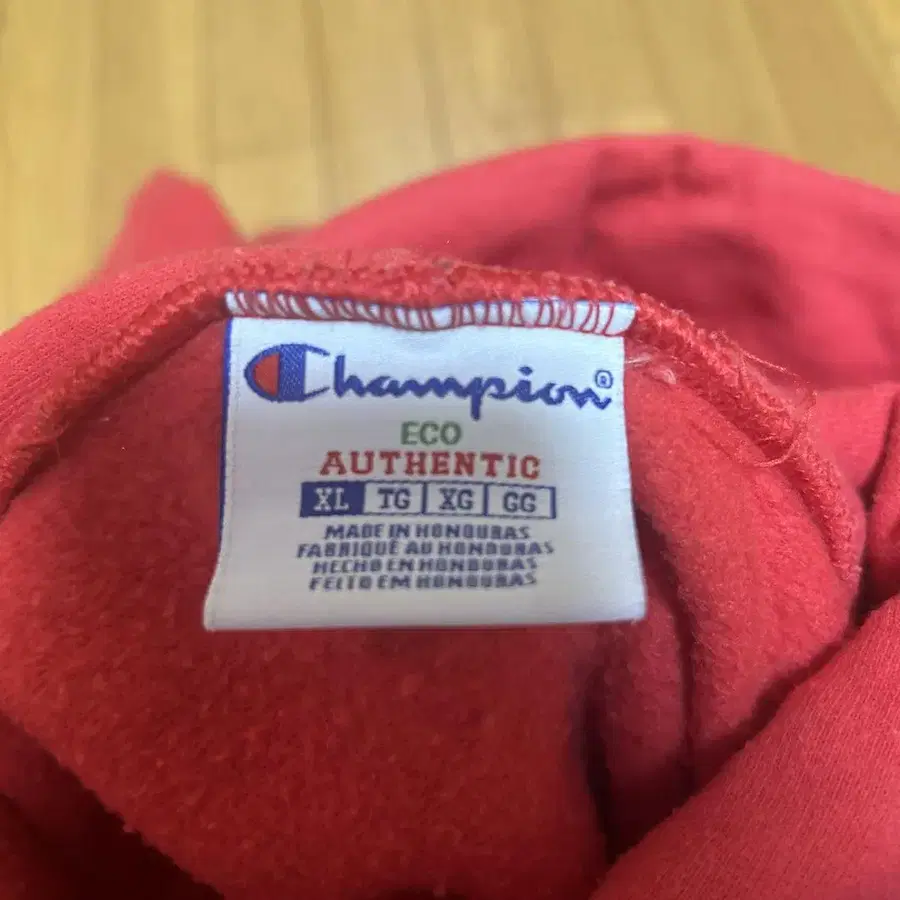 Champion®
ECO
AUTHENTIC
XL TG XG GG
MADE IN HONDURAS
FABRIQUÉ AU HONDURAS
HECHO EN HONDURAS
FEITO EM HONDURAS